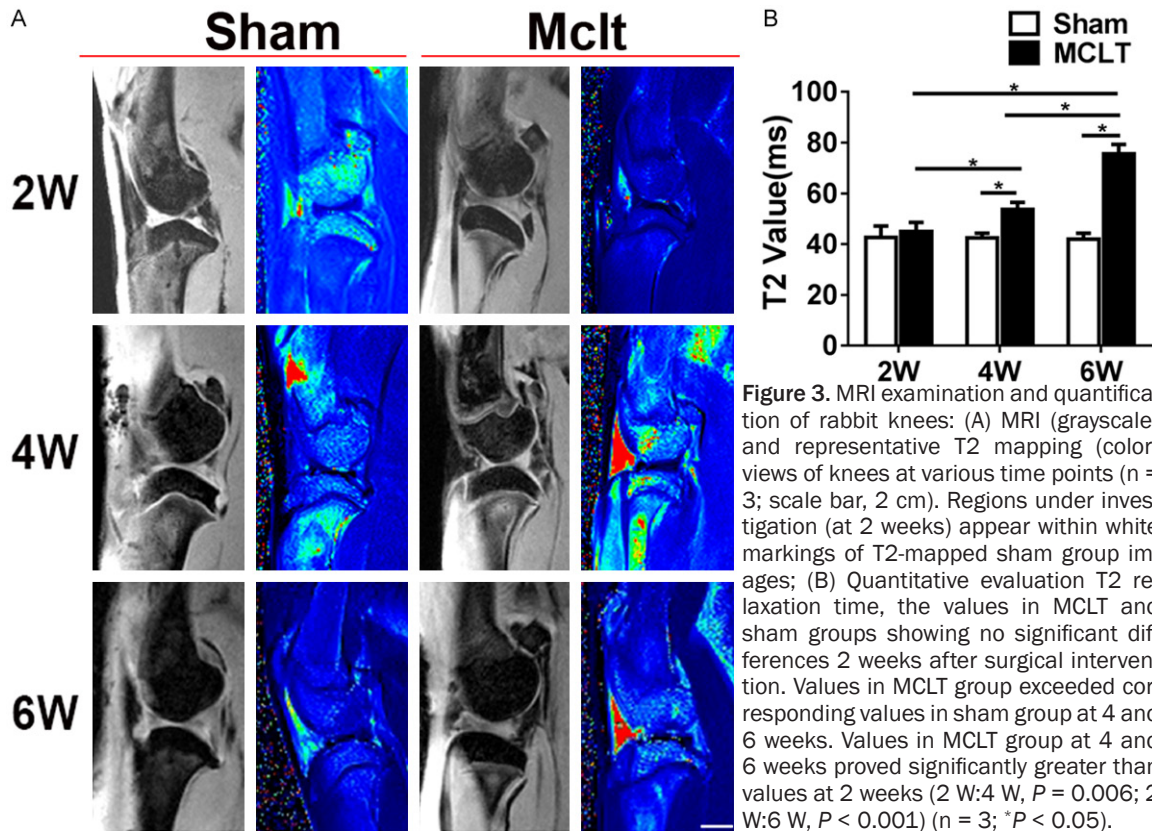 A
Sham
Mclt
2W
4W
6W
B
Sham
MCLT
T2 Value(ms)
100
80
60
40
20
0
*
*
*
*
*
2W
4W
6W
Figure 3. MRI examination and quantifica-
tion of rabbit knees: (A) MRI (grayscale
and representative T2 mapping (color
views of knees at various time points (n =
3; scale bar, 2 cm). Regions under inves-
tigation (at 2 weeks) appear within white
markings of T2-mapped sham group im-
ages; (B) Quantitative evaluation T2 re-
laxation time, the values in MCLT and
sham groups showing no significant dif-
ferences 2 weeks after surgical interven-
tion. Values in MCLT group exceeded cor-
responding values in sham group at 4 and
6 weeks. Values in MCLT group at 4 and
6 weeks proved significantly greater than
values at 2 weeks (2 W:4 W, P = 0.006; 2
W:6 W, P < 0.001) (n = 3; *P < 0.05).